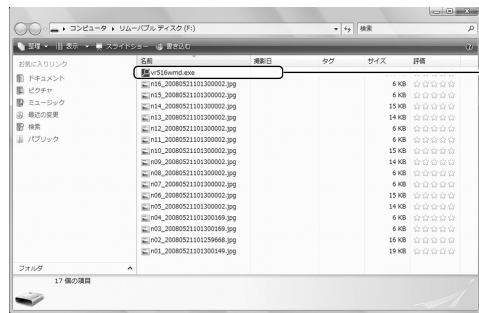 コンピュータ ▸ リムーバブル ディスク (F:)
検索
整理 表示 スライドショー 書き込む
お気に入りリンク
ドキュメント
ピクチャ
ミュージック
最近の変更
検索
パブリック
フォルダ
名前 撮影日 タグ サイズ 評価
vr516wmd.exe
n16_20080521101300002.jpg 6 KB
n15_20080521101300002.jpg 6 KB
n14_20080521101300002.jpg 15 KB
n13_20080521101300002.jpg 14 KB
n12_20080521101300002.jpg 6 KB
n11_20080521101300002.jpg 6 KB
n10_20080521101300002.jpg 15 KB
n09_20080521101300002.jpg 14 KB
n08_20080521101300002.jpg 6 KB
n07_20080521101300002.jpg 6 KB
n06_20080521101300002.jpg 15 KB
n05_20080521101300002.jpg 14 KB
n04_20080521101300169.jpg 6 KB
n03_20080521101300169.jpg 6 KB
n02_20080521101259668.jpg 16 KB
n01_20080521101300149.jpg 19 KB
17 個の項目